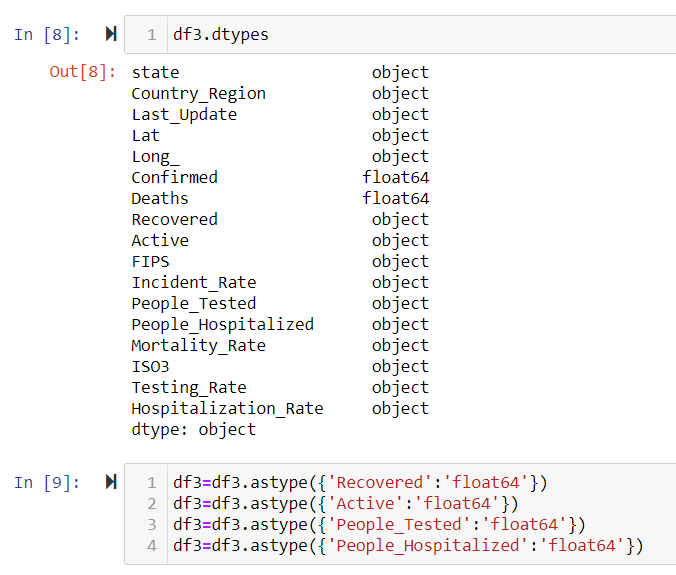 In [8]: 1 df3.dtypes
Out[8]: state object
Country_Region object
Last_Update object
Lat object
Long_ object
Confirmed float64
Deaths float64
Recovered object
Active object
FIPS object
Incident_Rate object
People_Tested object
People_Hospitalized object
Mortality_Rate object
ISO3 object
Testing_Rate object
Hospitalization_Rate object
dtype: object
In [9]: 1 df3=df3.astype({'Recovered':'float64'})
2 df3=df3.astype({'Active':'float64'})
3 df3=df3.astype({'People_Tested':'float64'})
4 df3=df3.astype({'People_Hospitalized':'float64'})